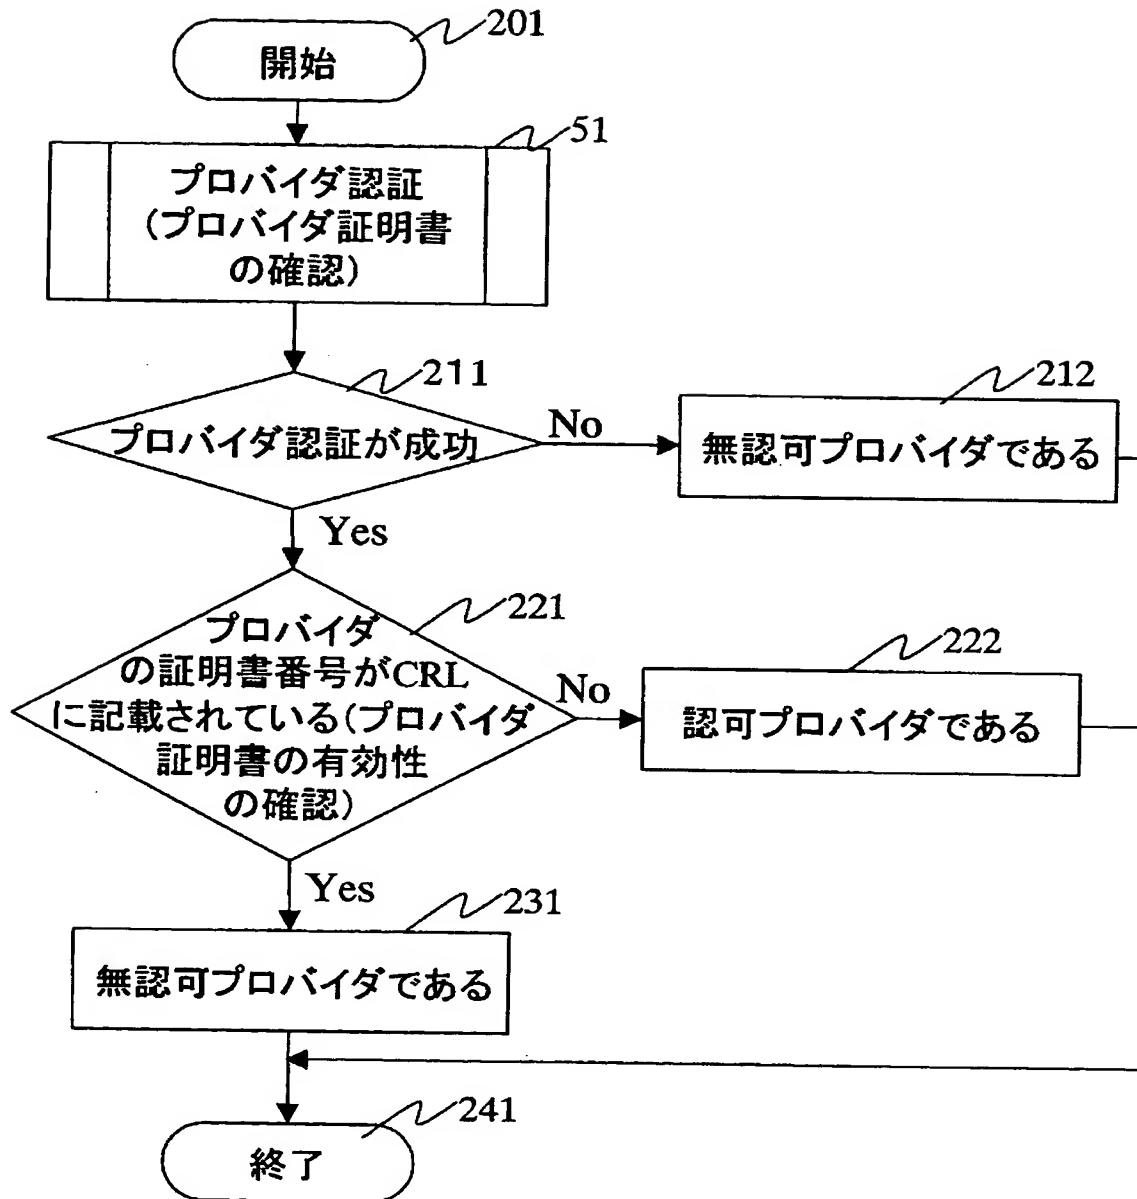 201
開始
51
プロバイダ認証
(プロバイダ証明書
の確認)
211
プロバイダ認証が成功
No
212
無認可プロバイダである
Yes
221
プロバイダ
の証明書番号がCRL
に記載されている(プロバイダ
証明書の有効性
の確認)
No
222
認可プロバイダである
Yes
231
無認可プロバイダである
241
終了